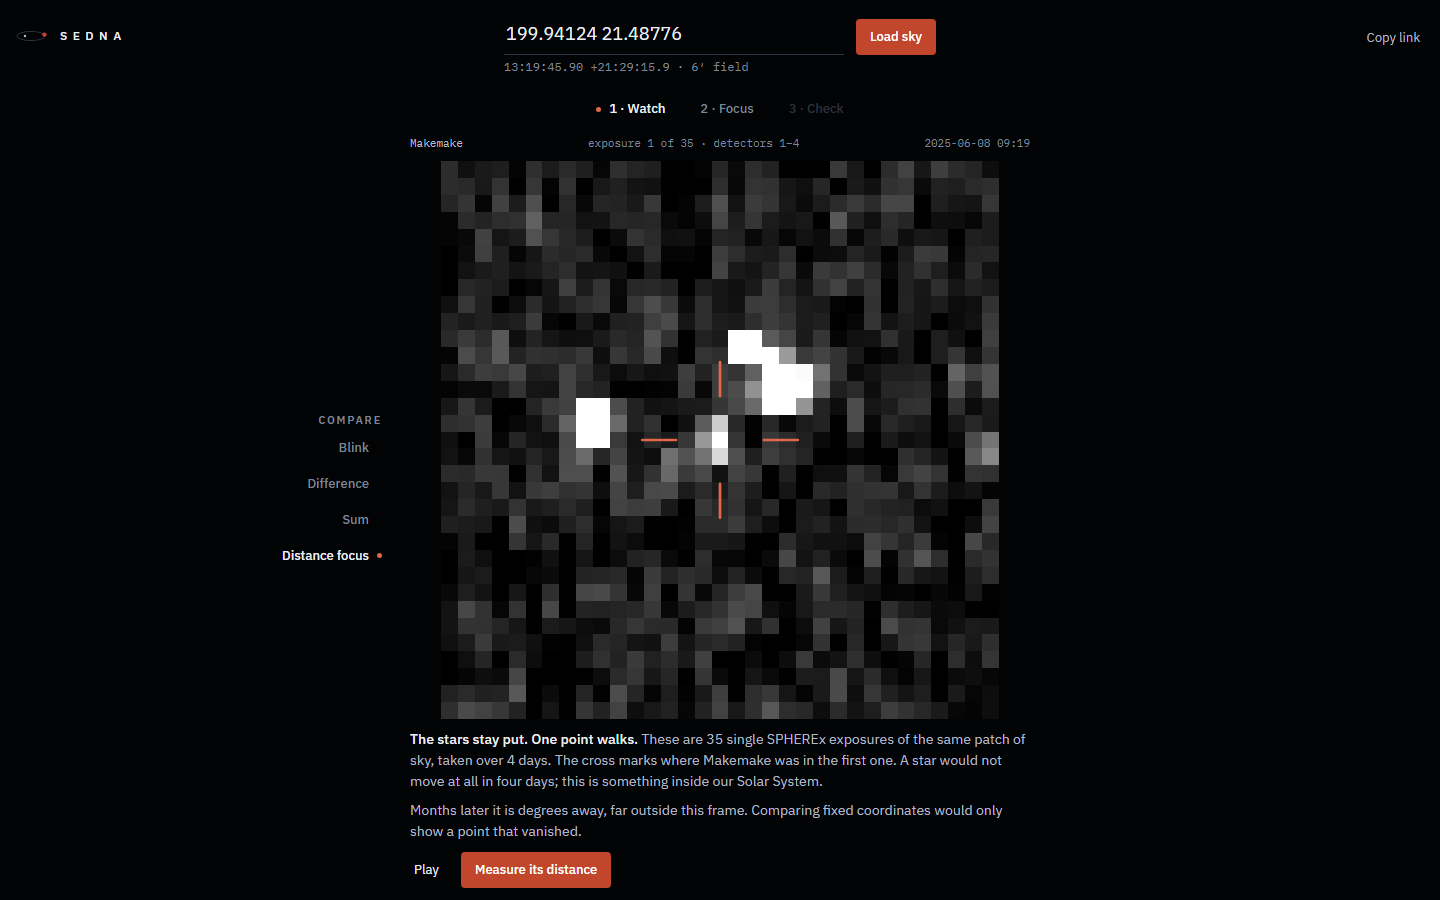 SEDNA
199.94124 21.48776
Load sky
Copy link
13:19:45.90 +21:29:15.9 · 6′ field
1 · Watch
2 · Focus
3 · Check
Makemake
exposure 1 of 35 · detectors 1–4
2025-06-08 09:19
COMPARE
Blink
Difference
Sum
Distance focus
The stars stay put. One point walks. These are 35 single SPHEREx exposures of the same patch of
sky, taken over 4 days. The cross marks where Makemake was in the first one. A star would not
move at all in four days; this is something inside our Solar System.
Months later it is degrees away, far outside this frame. Comparing fixed coordinates would only
show a point that vanished.
Play
Measure its distance